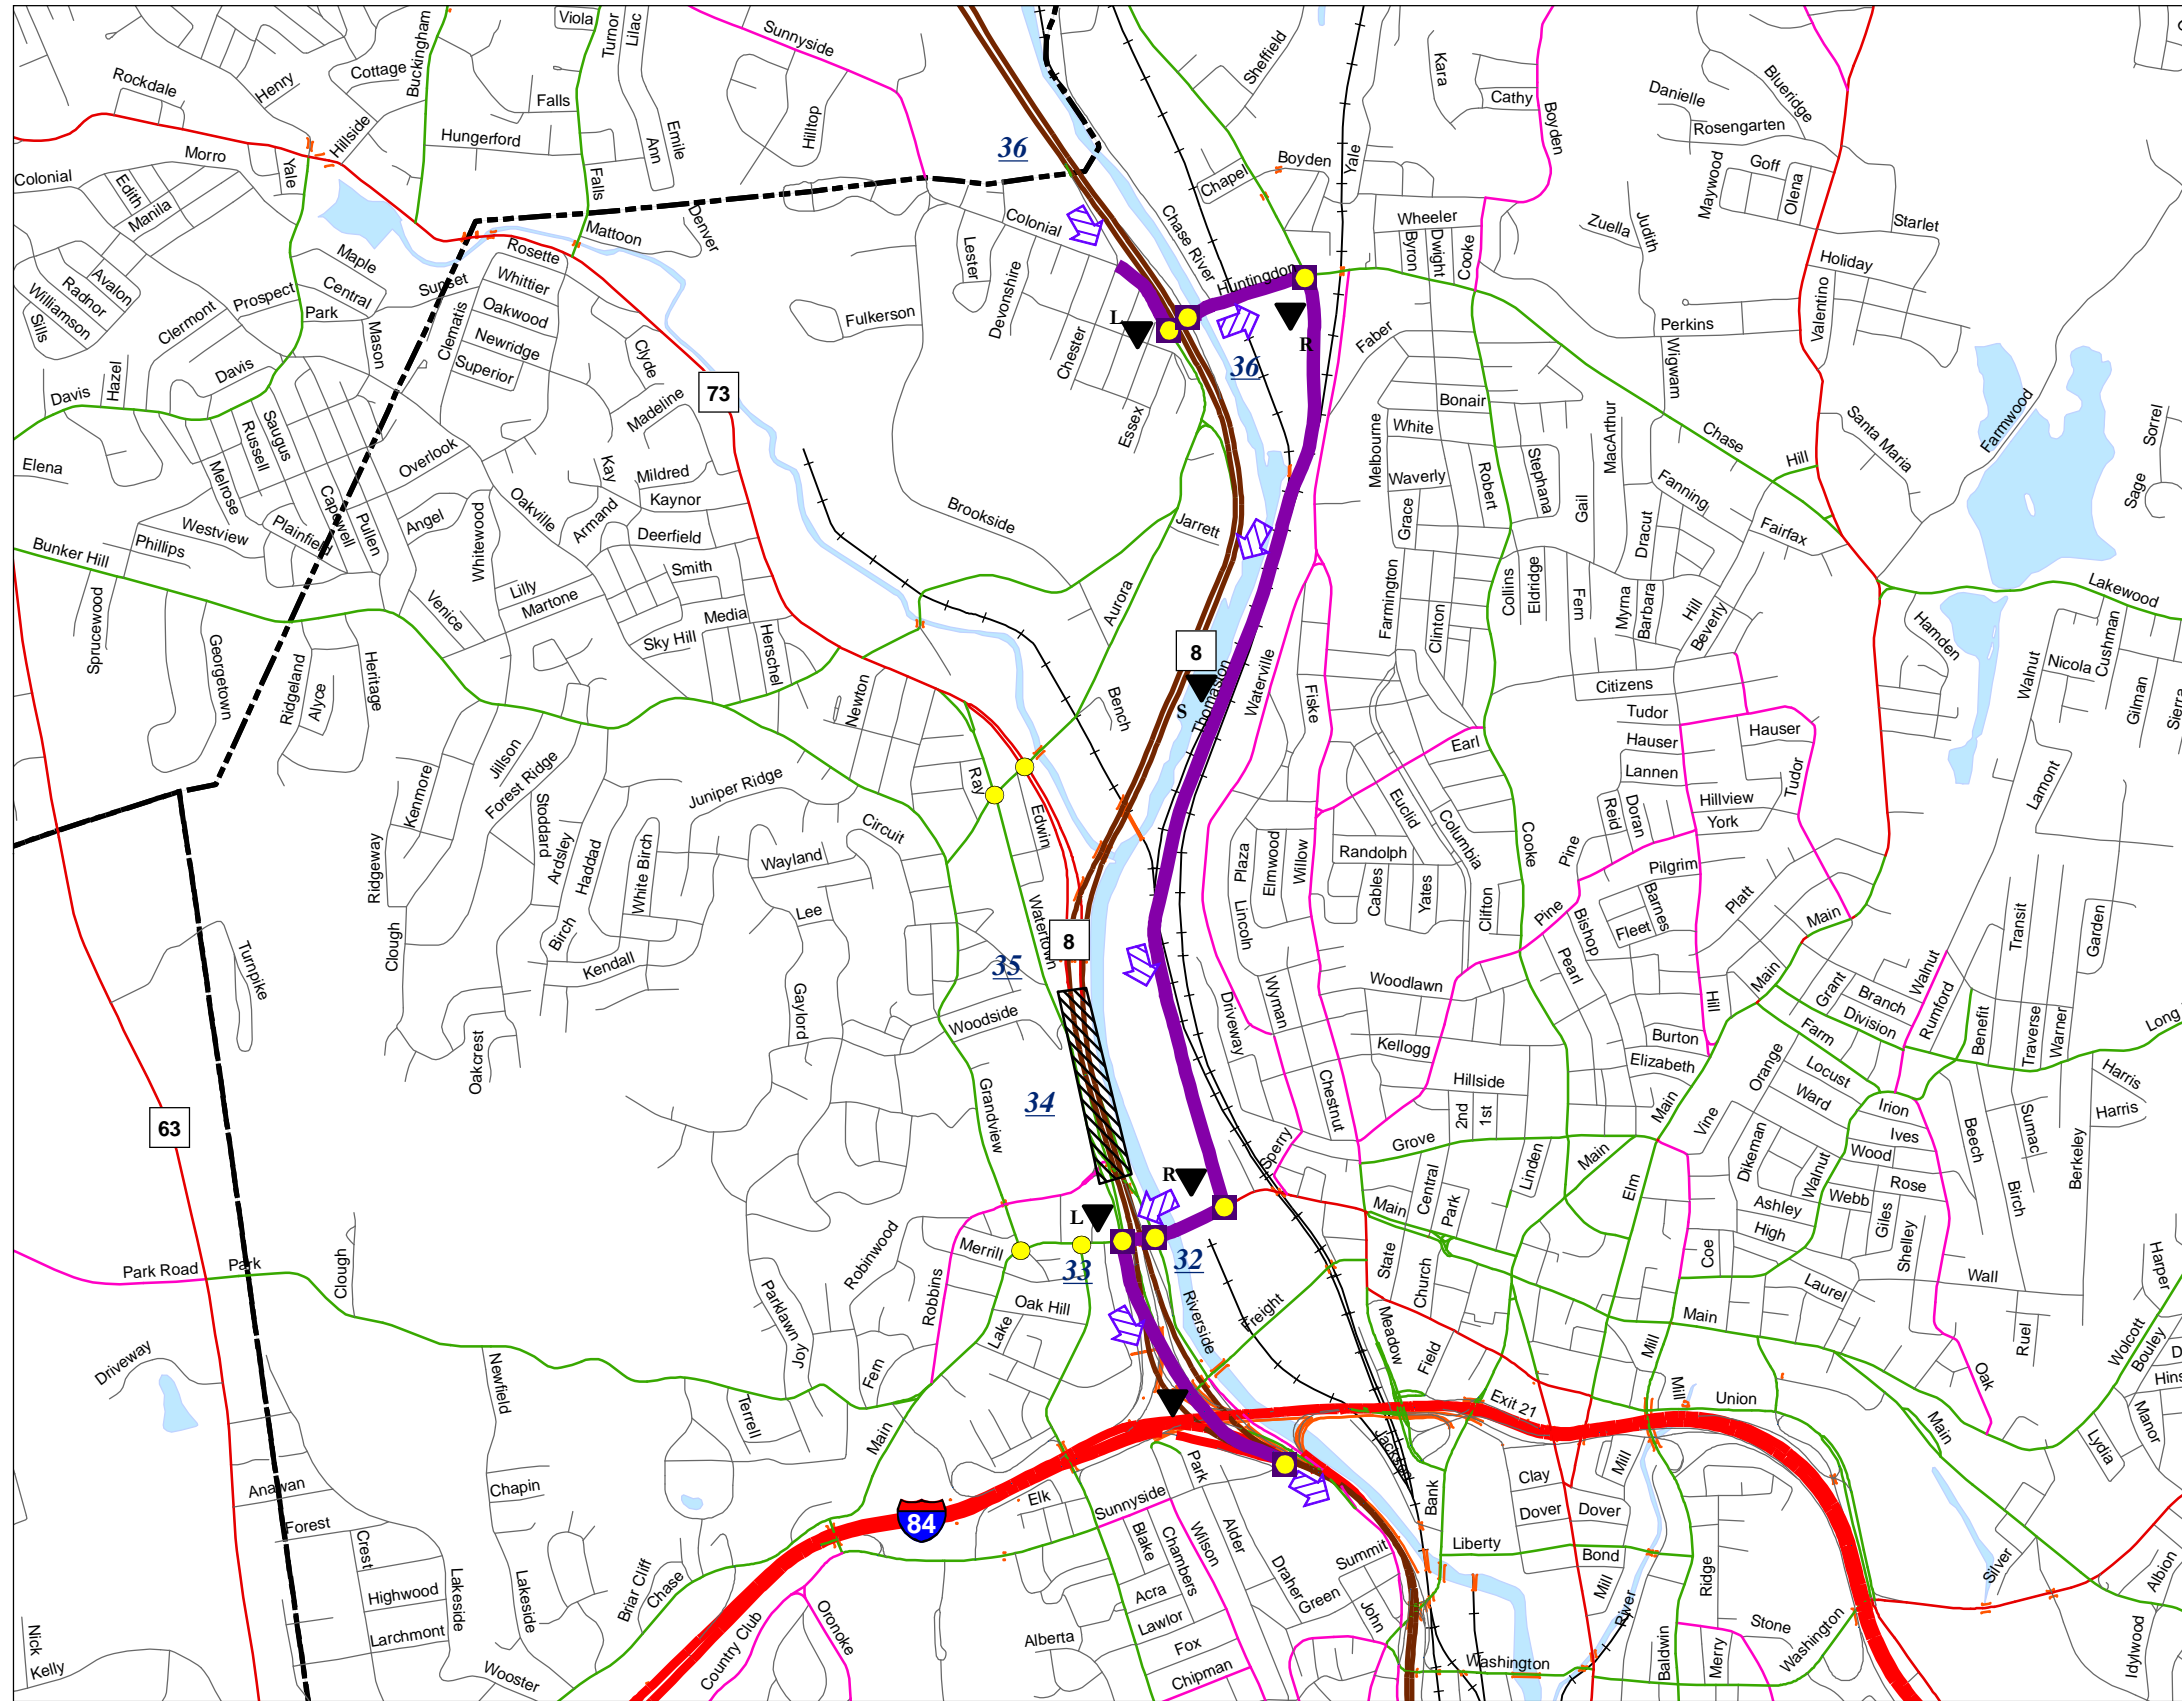 Sunnyside
Viola
Turnor
Lilac
Buckingham
Cottage
Henry
Rockdale
Hillside
Falls
Hungerford
Ann
Emile
Hilltop
Sheffield
Kara
Cathy
Boyden
Danielle
Blueridge
Rosengarten
Morro
Colonial
Edith
Manila
Yale
Falls
Mattoon
Denver
36
Colonial
Lester
Devonshire
Chase River
Chapel
Boyden
Yale
Wheeler
Byron
Dwight
Cooke
Zuella
Judith
Maywood
Goff
Olena
Starlet
Holiday
Valentino
Avalon
Radhor
Williamson
Sills
Maple
Central
Park
Prospect
Clermont
Sunset
Rosette
Whittier
Oakwood
Newridge
Superior
Clematis
Mason
Clyde
Fulkerson
Chester
Essex
L
Huntingdon
R
36
Faber
Perkins
Wigwam
Davis
Hazel
Davis
73
Madeline
Bonair
White
Melbourne
Waverly
Grace
Robert
Stephana
Gail
MacArthur
Chase
Hill
Santa Maria
Farmwood
Sorrel
Sage
Elena
Saugus
Russell
Melrose
Capewell
Pullen
Plainfield
Westview
Phillips
Bunker Hill
Overlook
Angel
Whitewood
Oakville
Armand
Kay
Mildred
Kaynor
Deerfield
Smith
Media
Sky Hill
Herschel
Lilly
Martone
Venice
Brookside
Jarrett
Aurora
Bench
Fanning
Fairfax
Dracut
Myrna
Barbara
Hill
Beverly
Fern
Collins
Eldridge
Farmington
Clinton
Lakewood
Hamden
Walnut
Nicola
Cushman
Gilman
Sierra
Sprucewood
Georgetown
Ridgeland
Alyce
Heritage
Newton
8
S
Thomaston
Waterville
Fiske
Citizens
Tudor
Hauser
Lannen
Reid
Doran
Hillview
York
Hauser
Tudor
Lamont
Earl
Euclid
Columbia
Cooke
Pine
Pilgrim
Kenmore
Jillson
Forest Ridge
Stoddard
Ardsley
Haddad
White Birch
Juniper Ridge
Wayland
Circuit
Ray
Edwin
Ridgeway
Birch
Kendall
Clough
Lee
Gaylord
Watertown
8
35
Woodside
Grandview
34
Plaza
Elmwood
Willow
Lincoln
Wyman
Driveway
Randolph
Cables
Yates
Clifton
Pine
Bishop
Pearl
Barnes
Fleet
Platt
Main
Woodlawn
Kellogg
Hillside
2nd
1st
Chestnut
Sperry
Grove
Burton
Elizabeth
Hill
Main
Grant
Branch
Division
Farm
Locust
Ward
Orange
Walnut
Rumford
Benefit
Transit
Traverse
Warner
Garden
Long
Harris
Harris
Irion
Ives
Wood
Rose
Webb
Giles
Shelley
Walnut
Dikeman
Vine
Main
Ashley
High
Beech
Sumac
Birch
Berkeley
Turnpike
Oakcrest
63
Park Road
Park
Clough
Driveway
Robinwood
Robbins
Merrill
33
L
R
32
Oak Hill
Lake
Parklawn
Joy
Fern
Terrell
Newfield
Main
Riverside
Freight
Main
Central
Park
State
Church
Meadow
Field
Linden
Main
Elm
Coe
Laurel
Main
Wall
Ruel
Oak
Harper
Wolcott
Bouley
Manor
Lydia
Main
Mill
Mill
Union
Exit 21
Jackson
Bank
Clay
Dover
Dover
Mill
Liberty
Bond
Mill
River
Ridge
Baldwin
Merry
Stone
Washington
Washington
Silver
Albion
Idylwood
Anawan
Forest
Crest
Highwood
Larchmont
Lakeside
Lakeside
Chapin
Wooster
Briar Cliff
Chase
84
Elk
Sunnyside
Park
Blake
Chambers
Wilson
Alder
Draher
Acra
Lawlor
Fox
Chipman
Alberta
Green
Summit
John
Country Club
Oronoke
Nick
Kelly